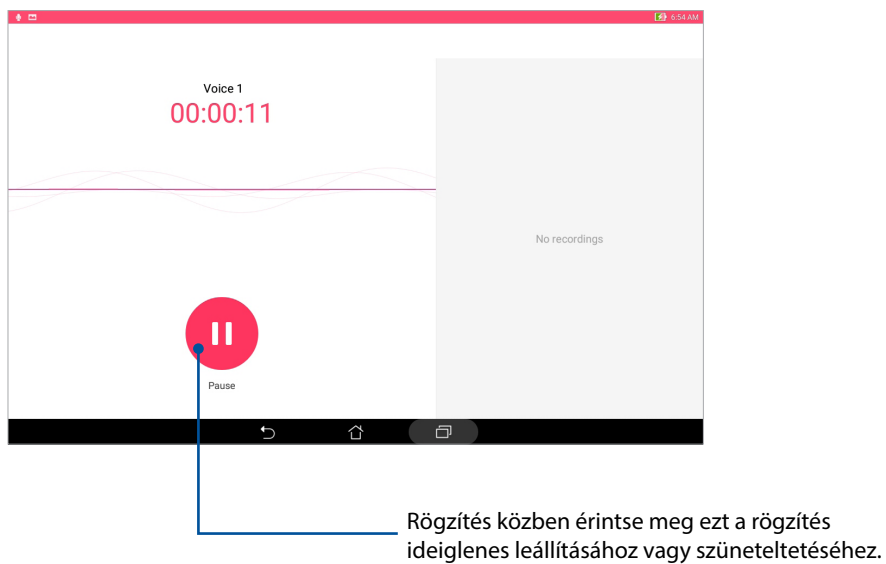 6:54 AM
Voice 1
00:00:11
No recordings
Pause
Rögzítés közben érintse meg ezt a rögzítés
ideiglenes leállításához vagy szüneteltetéséhez.